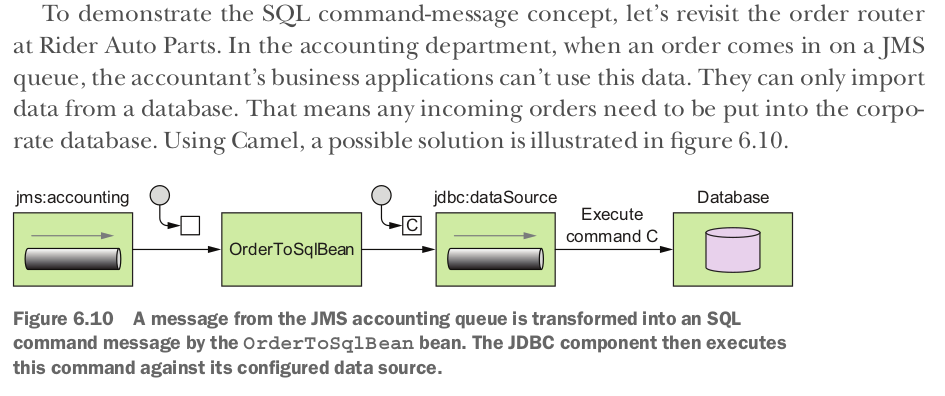 To demonstrate the SQL command-message concept, let's revisit the order router
at Rider Auto Parts. In the accounting department, when an order comes in on a JMS
queue, the accountant's business applications can't use this data. They can only import
data from a database. That means any incoming orders need to be put into the corpo-
rate database. Using Camel, a possible solution is illustrated in figure 6.10.
jms:accounting
jdbc:dataSource
Database
Execute
command C
C
OrderToSqlBean
Figure 6.10 A message from the JMS accounting queue is transformed into an SQL
command message by the OrderToSqlBean bean. The JDBC component then executes
this command against its configured data source.